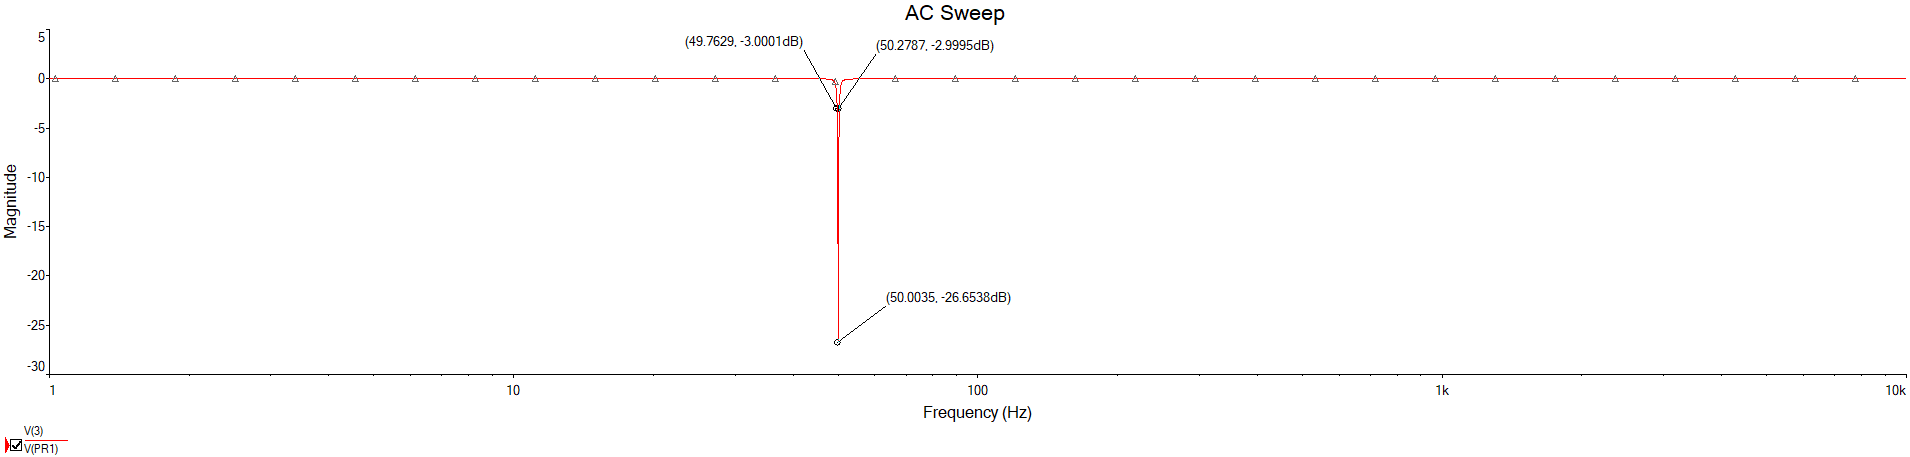 AC Sweep
(49.7629, -3.0001dB)
(50.2787, -2.9995dB)
(50.0035, -26.6538dB)
Magnitude
5
0
-5
-10
-15
-20
-25
-30
1 10 100 1k 10k
Frequency (Hz)
V(3)
V(PR1)